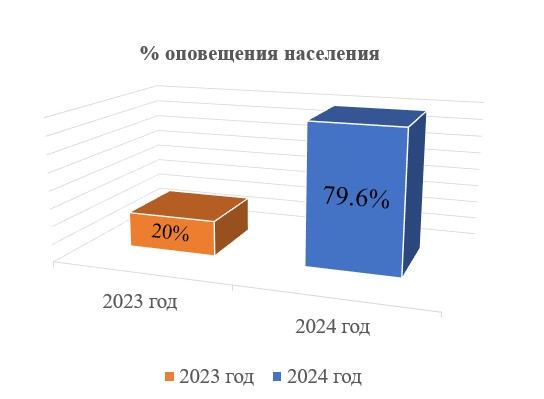 % оповещения населения
79.6%
20%
2023 год
2024 год
2023 год
2024 год